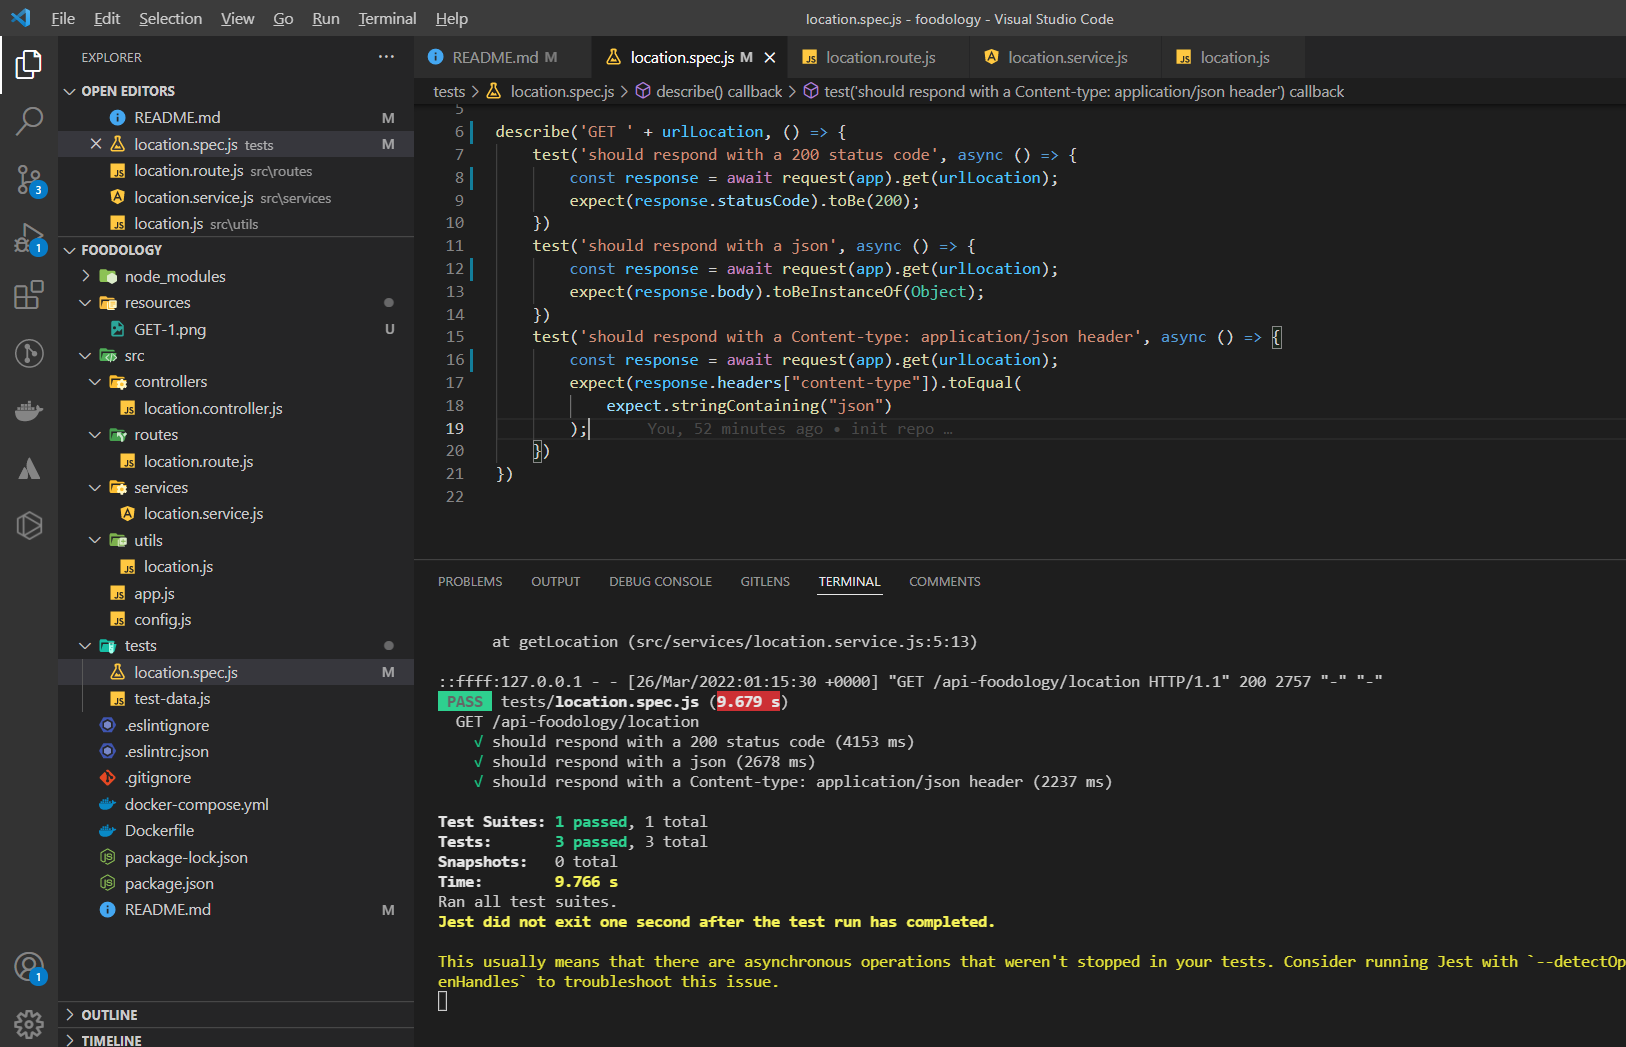 File Edit Selection View Go Run Terminal Help
location.spec.js - foodology - Visual Studio Code
EXPLORER ···
OPEN EDITORS
README.md M
location.spec.js tests M
location.route.js src\routes
location.service.js src\services
location.js src\utils
FOODOLOGY
node_modules
resources
GET-1.png U
src
controllers
location.controller.js
routes
location.route.js
services
location.service.js
utils
location.js
app.js
config.js
tests
location.spec.js M
test-data.js
.eslintignore
.eslintrc.json
.gitignore
docker-compose.yml
Dockerfile
package-lock.json
package.json
README.md M
OUTLINE
TIMELINE
3
1
1
README.md M location.spec.js M location.route.js location.service.js location.js
tests > location.spec.js > describe() callback > test('should respond with a Content-type: application/json header') callback
5
6 describe('GET ' + urlLocation, () => {
7 test('should respond with a 200 status code', async () => {
8 const response = await request(app).get(urlLocation);
9 expect(response.statusCode).toBe(200);
10 })
11 test('should respond with a json', async () => {
12 const response = await request(app).get(urlLocation);
13 expect(response.body).toBeInstanceOf(Object);
14 })
15 test('should respond with a Content-type: application/json header', async () => {
16 const response = await request(app).get(urlLocation);
17 expect(response.headers["content-type"]).toEqual(
18 expect.stringContaining("json")
19 ); You, 52 minutes ago • init repo …
20 })
21 })
22
PROBLEMS OUTPUT DEBUG CONSOLE GITLENS TERMINAL COMMENTS
at getLocation (src/services/location.service.js:5:13)
::ffff:127.0.0.1 - - [26/Mar/2022:01:15:30 +0000] "GET /api-foodology/location HTTP/1.1" 200 2757 "-" "-"
PASS tests/location.spec.js (9.679 s)
GET /api-foodology/location
√ should respond with a 200 status code (4153 ms)
√ should respond with a json (2678 ms)
√ should respond with a Content-type: application/json header (2237 ms)
Test Suites: 1 passed, 1 total
Tests: 3 passed, 3 total
Snapshots: 0 total
Time: 9.766 s
Ran all test suites.
Jest did not exit one second after the test run has completed.
This usually means that there are asynchronous operations that weren't stopped in your tests. Consider running Jest with `--detectOp
enHandles` to troubleshoot this issue.